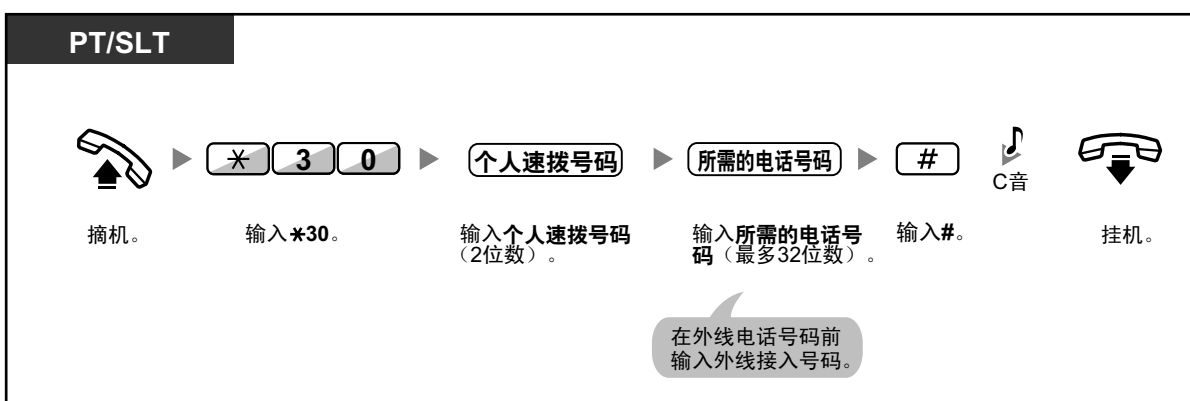 PT/SLT
* 3 0 个人速拨号码 所需的电话号码 #
C音
摘机。 输入*30。 输入个人速拨号码 输入所需的电话号 输入#。 挂机。
（2位数）。 码（最多32位数）。
在外线电话号码前
输入外线接入号码。